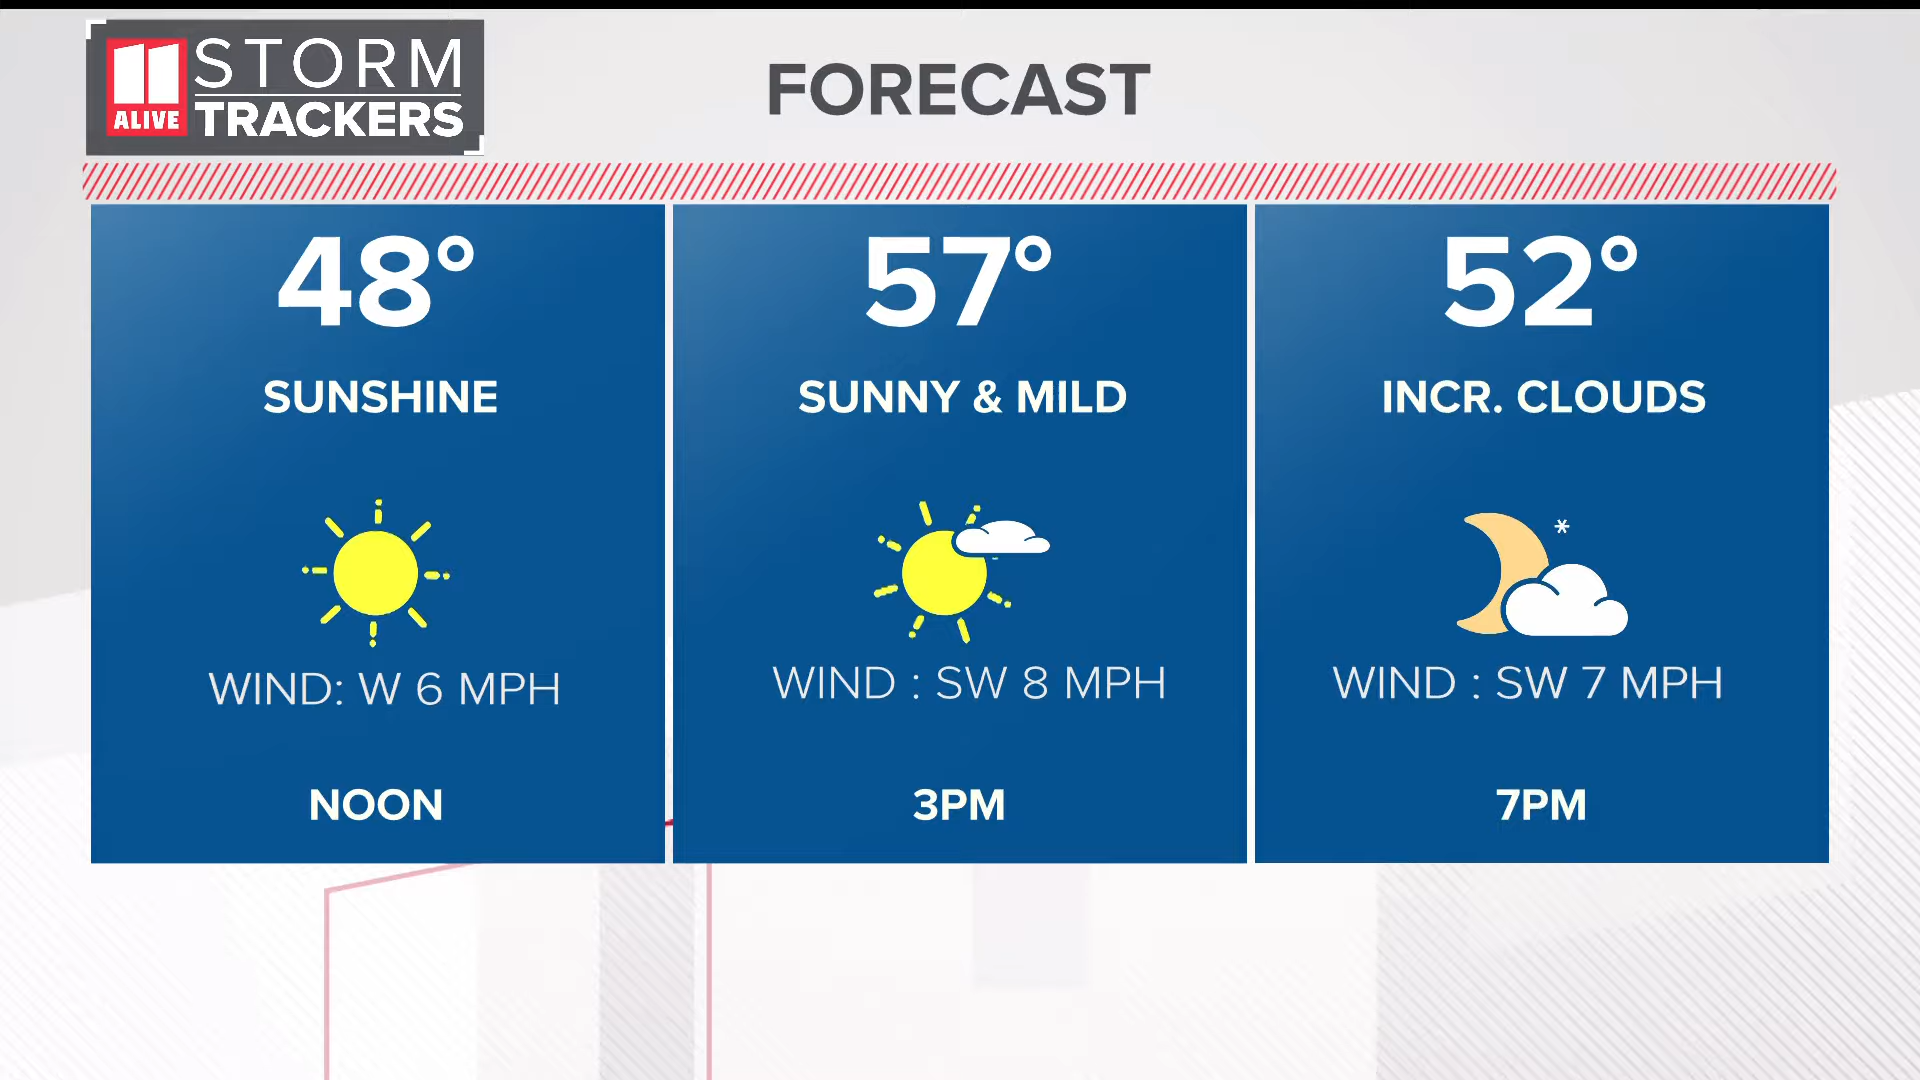 11 ALIVE
STORM
TRACKERS
FORECAST
48°
SUNSHINE
WIND: W 6 MPH
NOON
57°
SUNNY & MILD
WIND : SW 8 MPH
3PM
52°
INCR. CLOUDS
WIND : SW 7 MPH
7PM